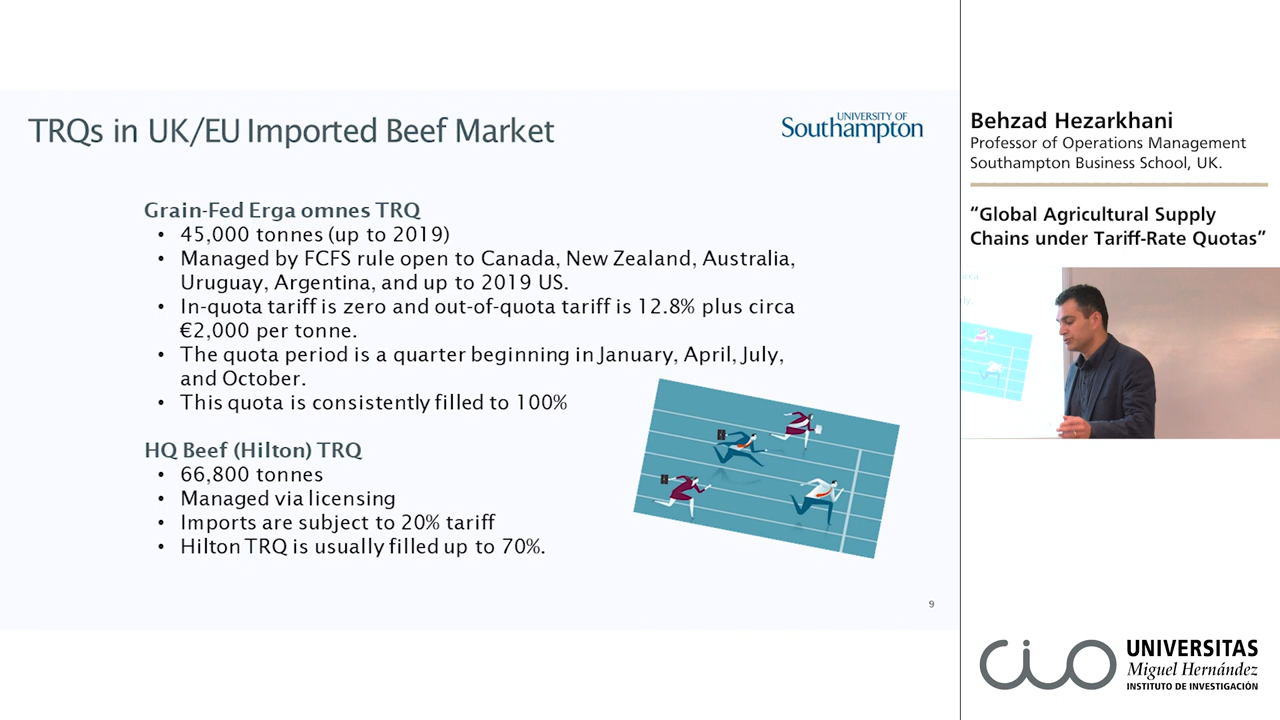 TRQs in UK/EU Imported Beef Market
UNIVERSITY OF
Southampton
Grain-Fed Erga omnes TRQ
• 45,000 tonnes (up to 2019)
• Managed by FCFS rule open to Canada, New Zealand, Australia,
Uruguay, Argentina, and up to 2019 US.
• In-quota tariff is zero and out-of-quota tariff is 12.8% plus circa
€2,000 per tonne.
• The quota period is a quarter beginning in January, April, July,
and October.
• This quota is consistently filled to 100%
HQ Beef (Hilton) TRQ
• 66,800 tonnes
• Managed via licensing
• Imports are subject to 20% tariff
• Hilton TRQ is usually filled up to 70%.
9
Behzad Hezarkhani
Professor of Operations Management
Southampton Business School, UK.
“Global Agricultural Supply
Chains under Tariff-Rate Quotas”
cio
UNIVERSITAS
Miguel Hernández
INSTITUTO DE INVESTIGACIÓN